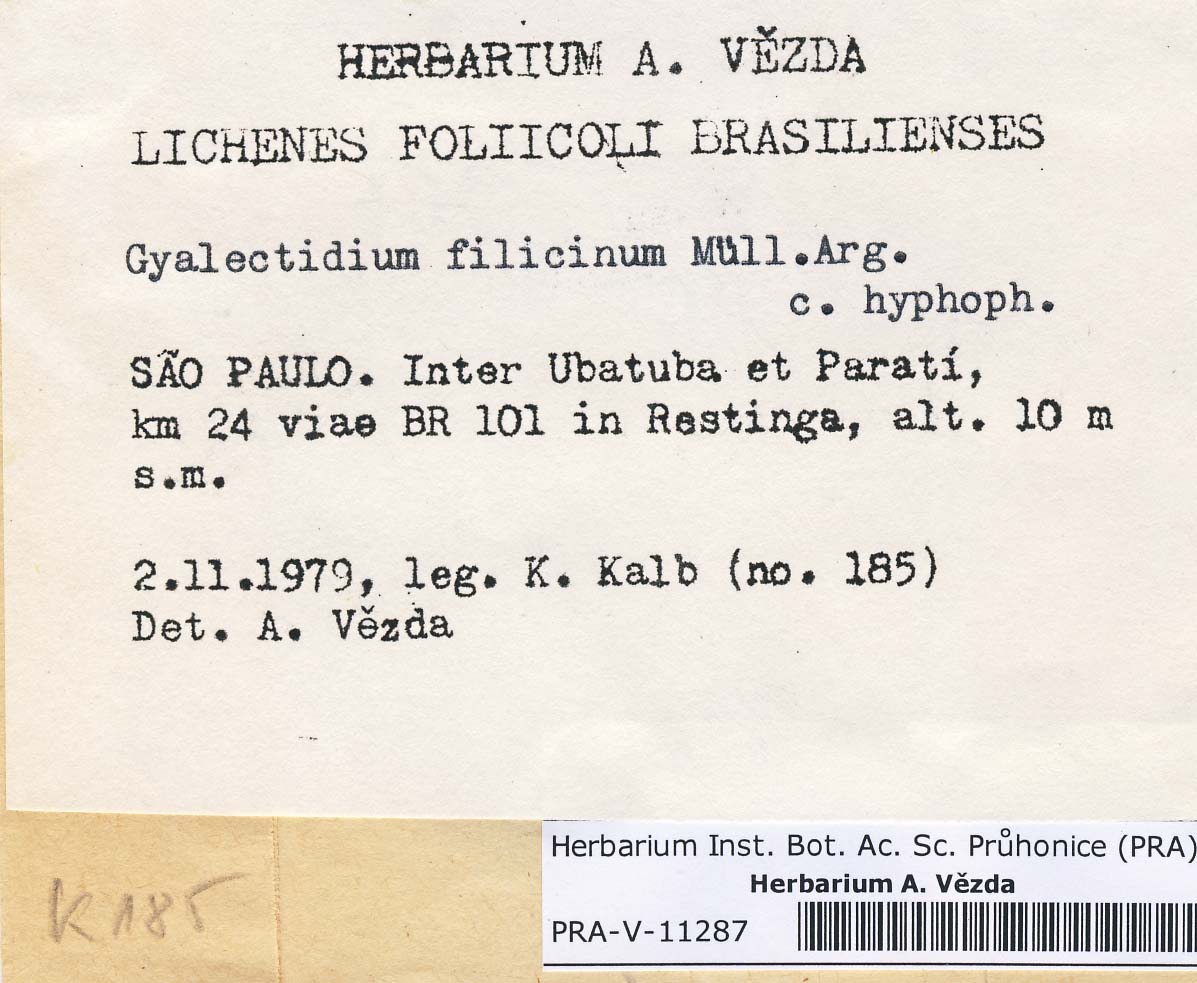 HERBARIUM A. VĚZDA
LICHENES FOLIICOLI BRASILIENSES
Gyalectidium filicinum Müll.Arg.
c. hyphoph.
SÃO PAULO. Inter Ubatuba et Paratí,
km 24 viae BR 101 in Restinga, alt. 10 m
s.m.
2.11.1979, leg. K. Kalb (no. 185)
Det. A. Vězda
K 185
Herbarium Inst. Bot. Ac. Sc. Průhonice (PRA)
Herbarium A. Vězda
PRA-V-11287